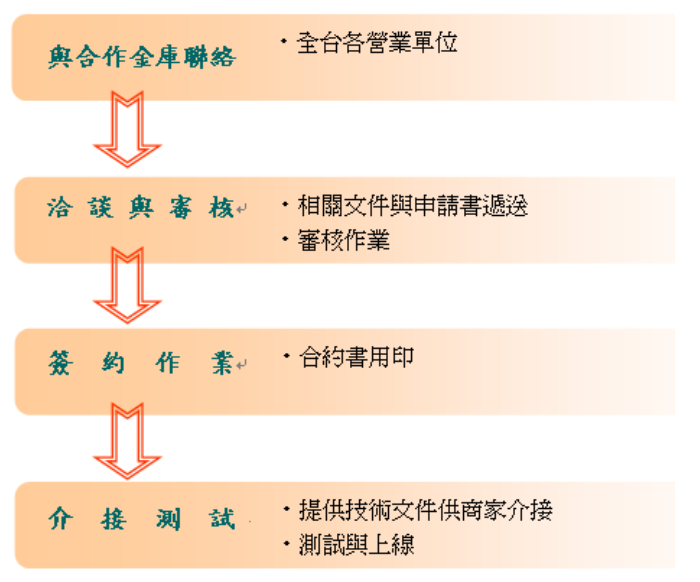 與合作金庫聯絡
・全台各營業單位
洽談與審核
・相關文件與申請書遞送
・審核作業
簽約作業
・合約書用印
介接測試
・提供技術文件供商家介接
・測試與上線